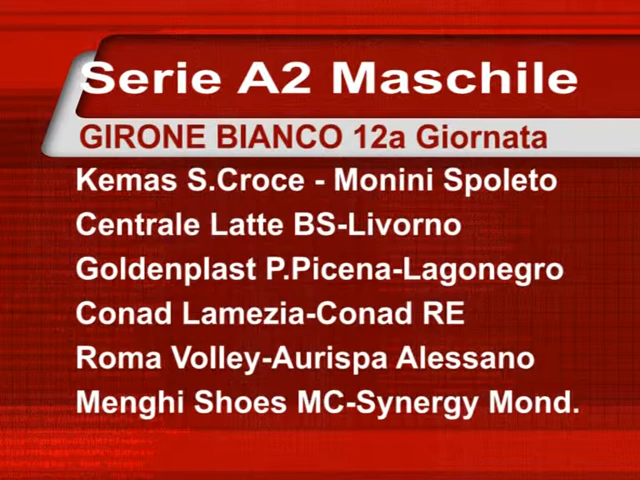 Serie A2 Maschile
GIRONE BIANCO 12a Giornata
Kemas S.Croce - Monini Spoleto
Centrale Latte BS-Livorno
Goldenplast P.Picena-Lagonegro
Conad Lamezia-Conad RE
Roma Volley-Aurispa Alessano
Menghi Shoes MC-Synergy Mond.